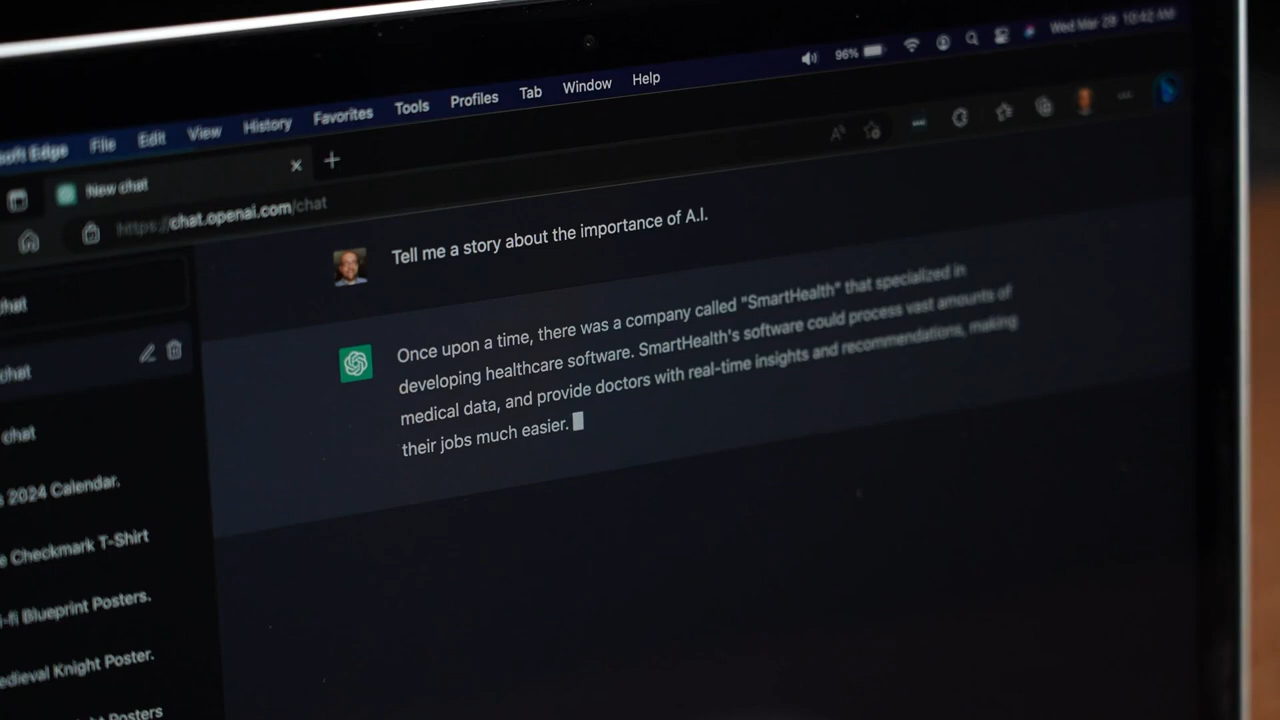 soft Edge File Edit View History Favorites Tools Profiles Tab Window Help 96% Wed Mar 29 10:42 AM
New chat
https://chat.openai.com/chat
Tell me a story about the importance of A.I.
Once upon a time, there was a company called "SmartHealth" that specialized in
developing healthcare software. SmartHealth's software could process vast amounts of
medical data, and provide doctors with real-time insights and recommendations, making
their jobs much easier.
chat
chat
chat
s 2024 Calendar.
e Checkmark T-Shirt
i-fi Blueprint Posters.
edieval Knight Poster.
ht Posters